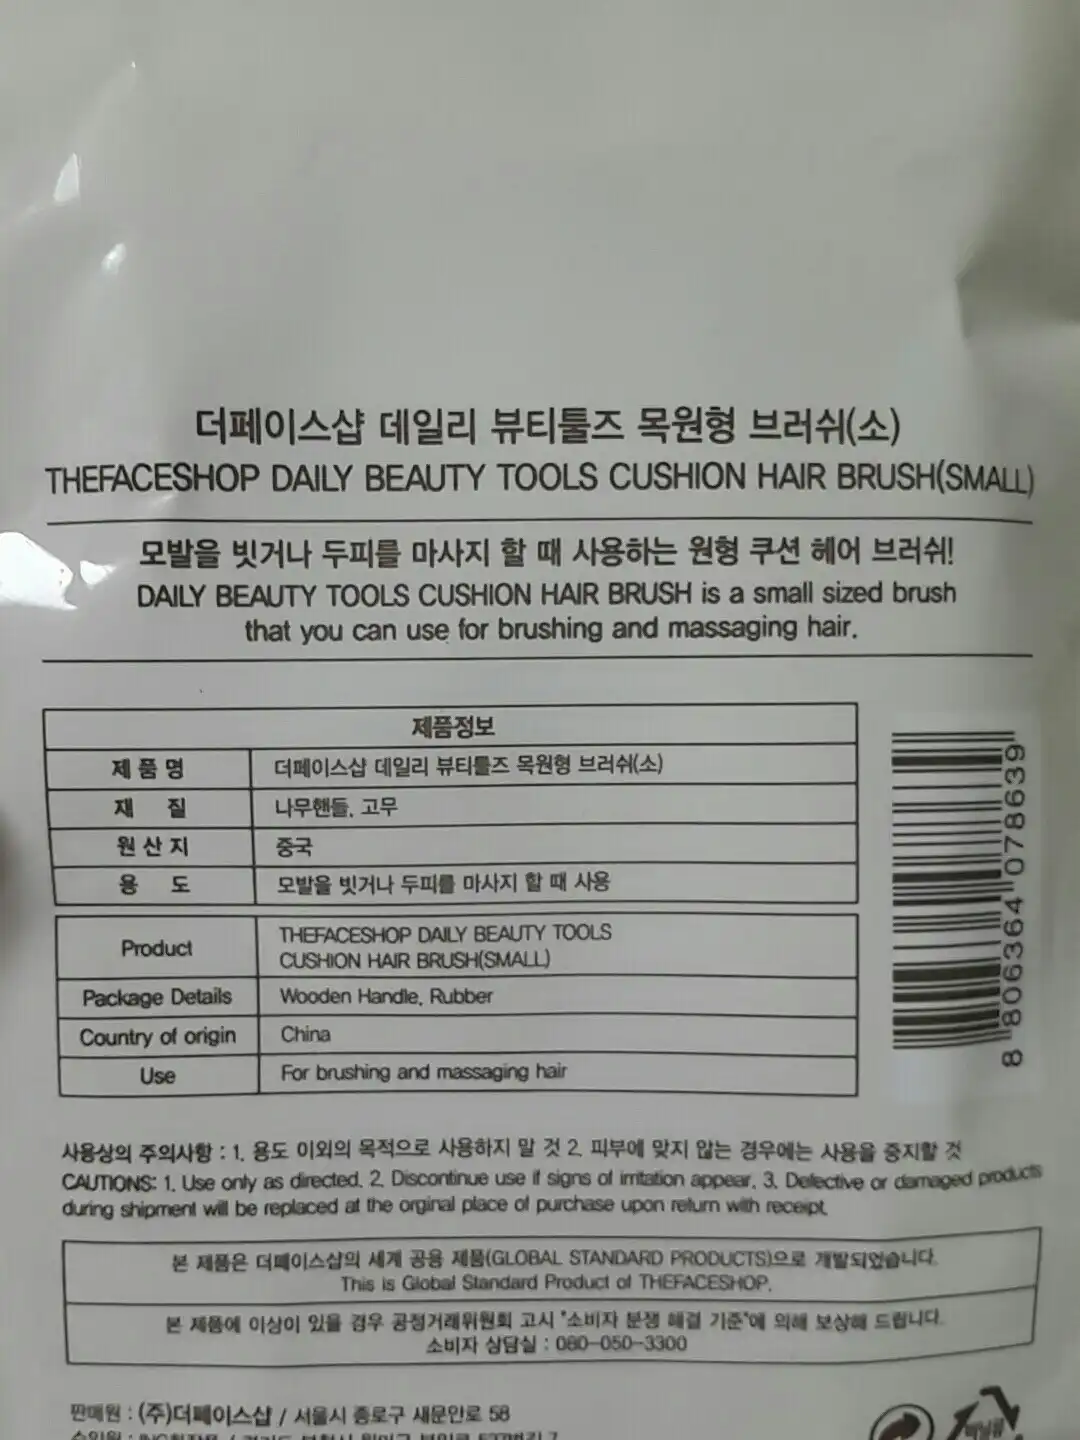 더페이스샵 데일리 뷰티툴즈 목원형 브러쉬(소)
THEFACESHOP DAILY BEAUTY TOOLS CUSHION HAIR BRUSH(SMALL)
모발을 빗거나 두피를 마사지 할 때 사용하는 원형 쿠션 헤어 브러쉬!
DAILY BEAUTY TOOLS CUSHION HAIR BRUSH is a small sized brush
that you can use for brushing and massaging hair.
제품정보
제 품 명 더페이스샵 데일리 뷰티툴즈 목원형 브러쉬(소)
재 질 나무핸들, 고무
원 산 지 중국
용 도 모발을 빗거나 두피를 마사지 할 때 사용
Product THEFACESHOP DAILY BEAUTY TOOLS
CUSHION HAIR BRUSH(SMALL)
Package Details Wooden Handle, Rubber
Country of origin China
Use For brushing and massaging hair
8 806364 078639
사용상의 주의사항 : 1. 용도 이외의 목적으로 사용하지 말 것 2. 피부에 맞지 않는 경우에는 사용을 중지할 것
CAUTIONS: 1. Use only as directed. 2. Discontinue use if signs of irritation appear. 3. Defective or damaged products
during shipment will be replaced at the orginal place of purchase upon return with receipt.
본 제품은 더페이스샵의 세계 공용 제품(GLOBAL STANDARD PRODUCTS)으로 개발되었습니다.
This is Global Standard Product of THEFACESHOP.
본 제품에 이상이 있을 경우 공정거래위원회 고시 "소비자 분쟁 해결 기준"에 의해 보상해 드립니다.
소비자 상담실 : 080-050-3300
판매원 : (주)더페이스샵 / 서울시 종로구 새문안로 58